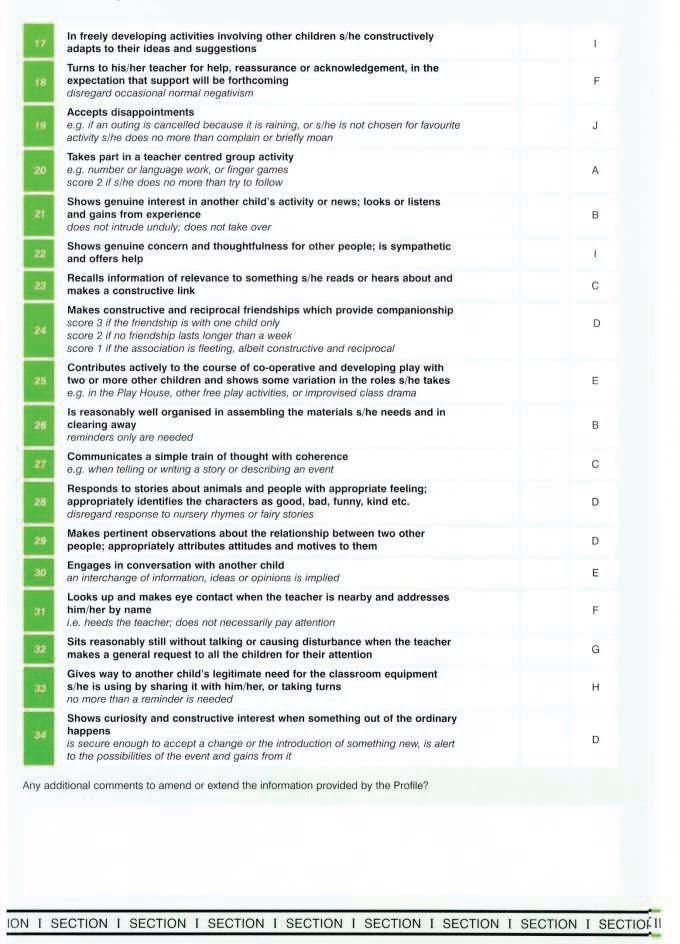 17 In freely developing activities involving other children s/he constructively
adapts to their ideas and suggestions I
18 Turns to his/her teacher for help, reassurance or acknowledgement, in the
expectation that support will be forthcoming F
disregard occasional normal negativism
19 Accepts disappointments
e.g. if an outing is cancelled because it is raining, or s/he is not chosen for favourite J
activity s/he does no more than complain or briefly moan
20 Takes part in a teacher centred group activity
e.g. number or language work, or finger games A
score 2 if s/he does no more than try to follow
21 Shows genuine interest in another child's activity or news; looks or listens
and gains from experience B
does not intrude unduly; does not take over
22 Shows genuine concern and thoughtfulness for other people; is sympathetic
and offers help I
23 Recalls information of relevance to something s/he reads or hears about and
makes a constructive link C
24 Makes constructive and reciprocal friendships which provide companionship
score 3 if the friendship is with one child only D
score 2 if no friendship lasts longer than a week
score 1 if the association is fleeting, albeit constructive and reciprocal
25 Contributes actively to the course of co-operative and developing play with
two or more other children and shows some variation in the roles s/he takes E
e.g. in the Play House, other free play activities, or improvised class drama
26 Is reasonably well organised in assembling the materials s/he needs and in
clearing away B
reminders only are needed
27 Communicates a simple train of thought with coherence C
e.g. when telling or writing a story or describing an event
28 Responds to stories about animals and people with appropriate feeling;
appropriately identifies the characters as good, bad, funny, kind etc. D
disregard response to nursery rhymes or fairy stories
29 Makes pertinent observations about the relationship between two other
people; appropriately attributes attitudes and motives to them D
30 Engages in conversation with another child E
an interchange of information, ideas or opinions is implied
31 Looks up and makes eye contact when the teacher is nearby and addresses
him/her by name F
i.e. heeds the teacher; does not necessarily pay attention
32 Sits reasonably still without talking or causing disturbance when the teacher
makes a general request to all the children for their attention G
33 Gives way to another child's legitimate need for the classroom equipment
s/he is using by sharing it with him/her, or taking turns H
no more than a reminder is needed
34 Shows curiosity and constructive interest when something out of the ordinary
happens
is secure enough to accept a change or the introduction of something new, is alert D
to the possibilities of the event and gains from it
Any additional comments to amend or extend the information provided by the Profile?
ION I SECTION I SECTION I SECTION I SECTION I SECTION I SECTION I SECTION I SECTIO II